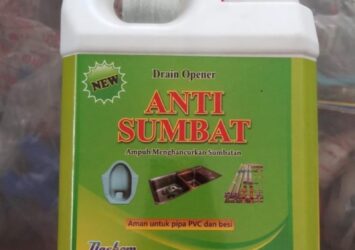 NEW
Drain Opener
ANTI
SUMBAT
Ampuh Menghancurkan Sumbatan
Aman untuk pipa PVC dan besi